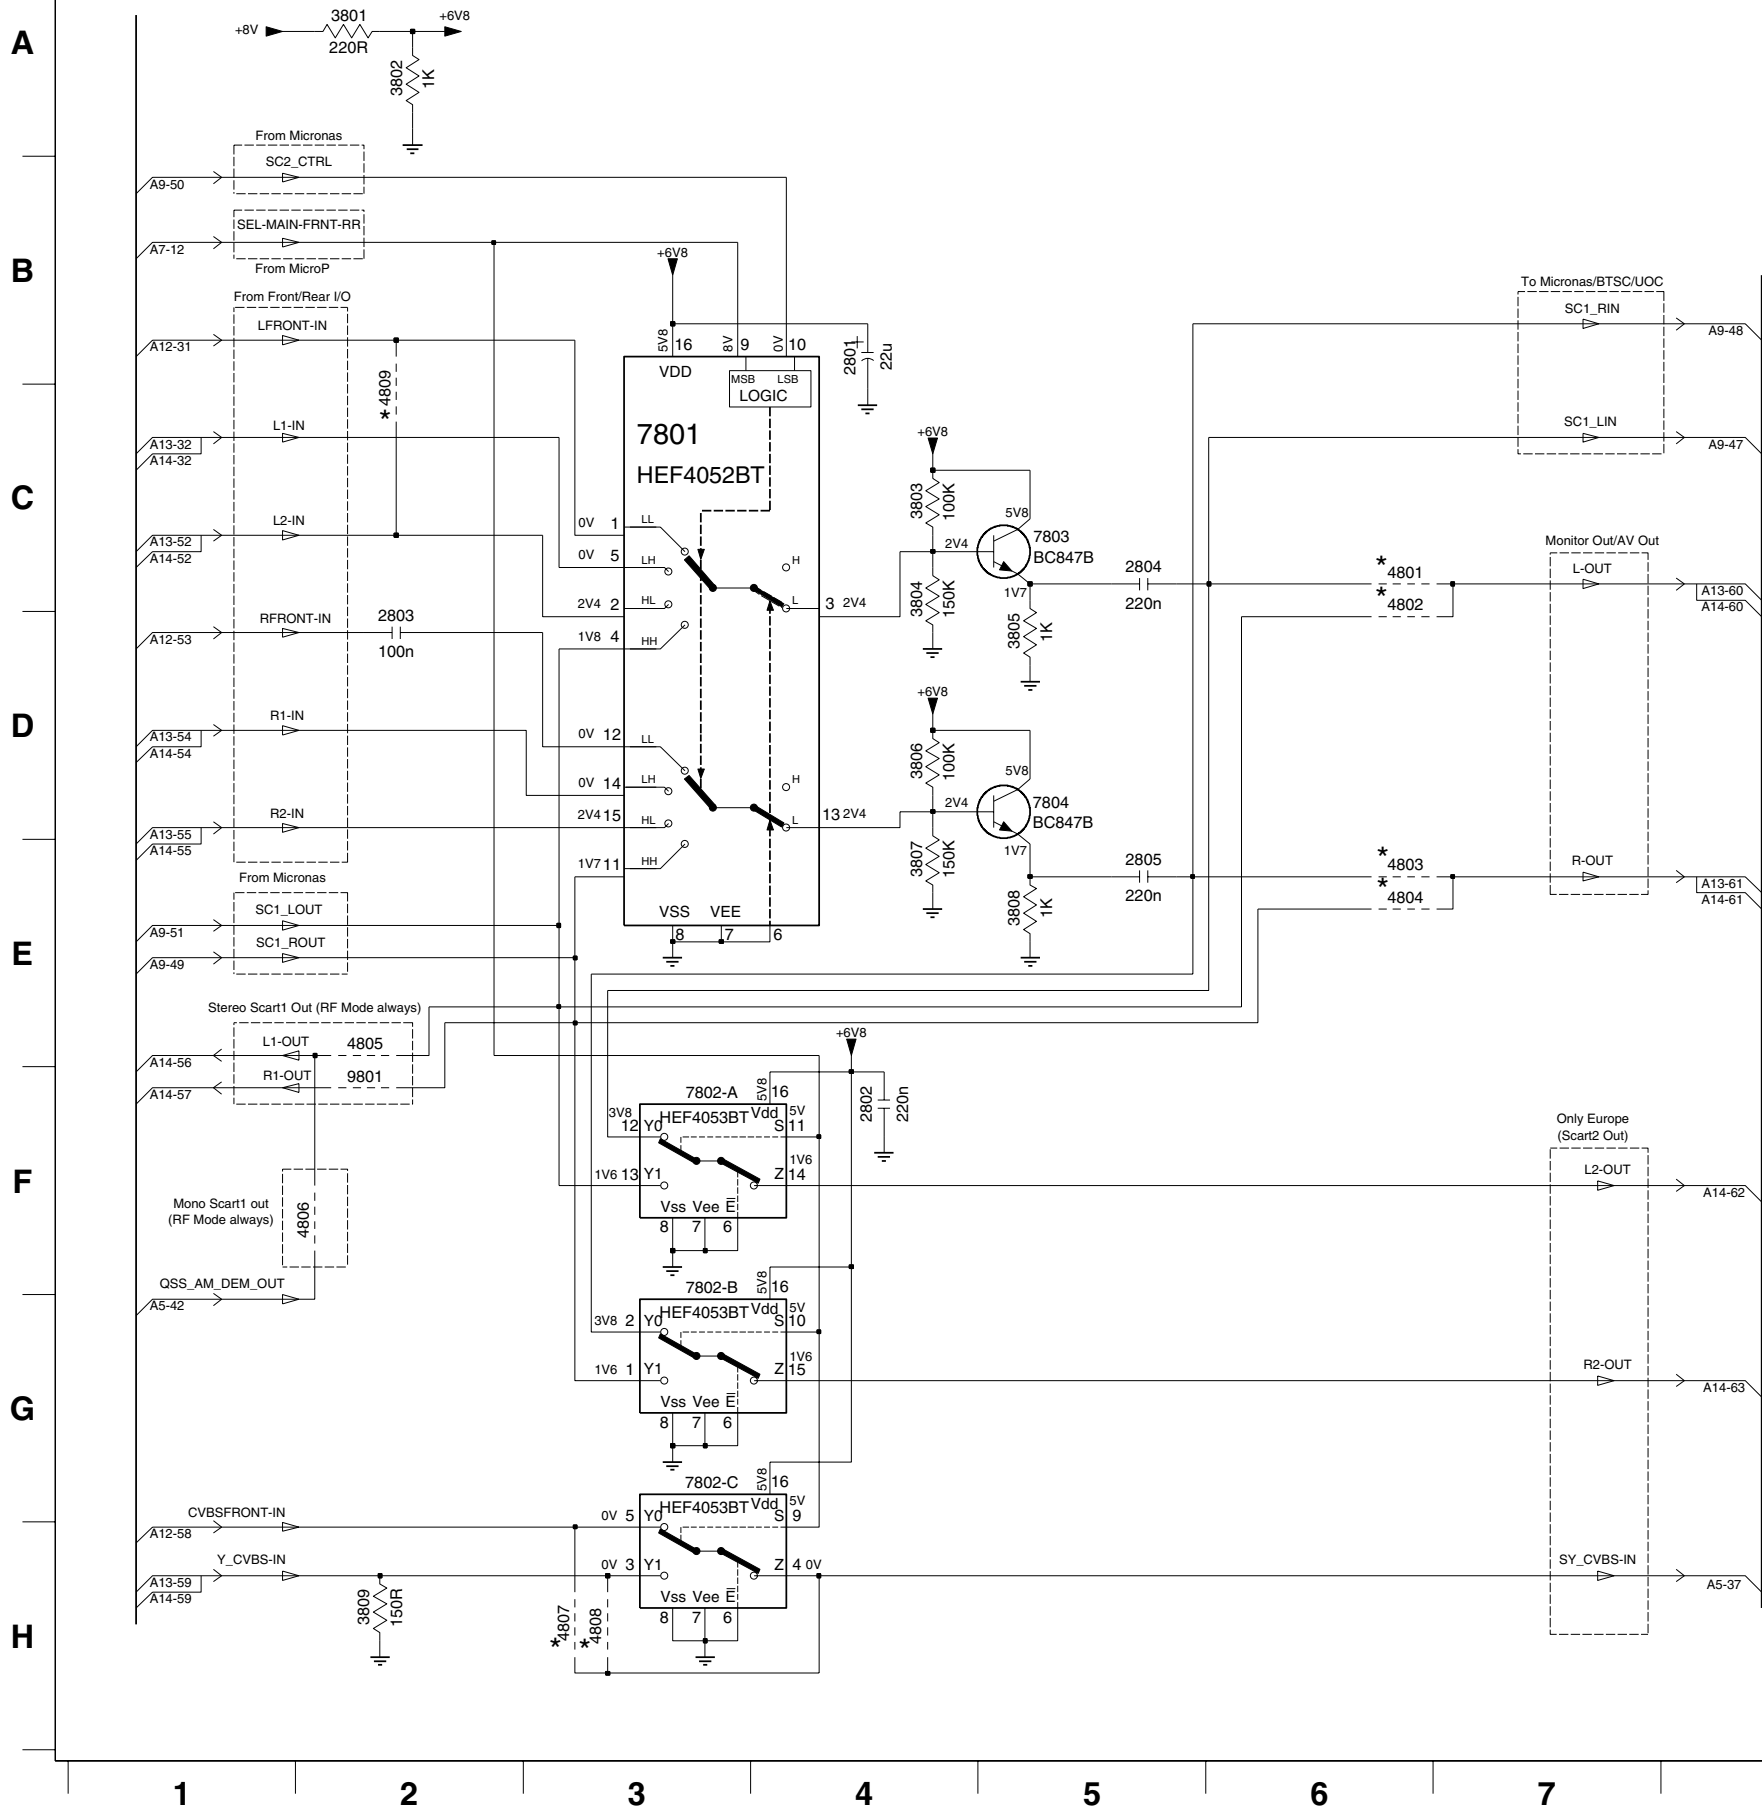 A
3801
+8V
+6V8
220R
3802
1K
From Micronas
SC2_CTRL
A9-50
SEL-MAIN-FRNT-RR
A7-12
From MicroP
B
+6V8
From Front/Rear I/O
To Micronas/BTSC/UOC
LFRONT-IN
SC1_RIN
A12-31
A9-48
5V8
16
8V
9
0V
10
2801
+
22u
VDD
MSB
LSB
LOGIC
*4809
L1-IN
SC1_LIN
A13-32
A14-32
A9-47
7801
HEF4052BT
+6V8
C
3803
100K
L2-IN
A13-52
A14-52
0V 1 LL
0V 5 LH
H
5V8
7803
BC847B
2V4
Monitor Out/AV Out
2804
220n
*
4801
*
4802
L-OUT
A13-60
A14-60
1V7
3804
150K
3805
1K
2V4 2 HL
L
3 2V4
RFRONT-IN
2803
100n
A12-53
1V8 4 HH
+6V8
D
R1-IN
A13-54
A14-54
0V 12 LL
3806
100K
0V 14 LH
H
5V8
7804
BC847B
2V4
R2-IN
A13-55
A14-55
2V4 15 HL
L
13 2V4
1V7
3807
150K
1V7 11 HH
2805
220n
*
4803
*
4804
R-OUT
A13-61
A14-61
3808
1K
From Micronas
SC1_LOUT
A9-51
VSS
VEE
8
7
6
E
SC1_ROUT
A9-49
Stereo Scart1 Out (RF Mode always)
L1-OUT
4805
A14-56
R1-OUT
9801
A14-57
+6V8
7802-A
5V8
16
2802
220n
HEF4053BT
Vdd
5V
3V8
12 Y0
S 11
1V6
1V6 13 Y1
Z 14
Vss Vee E
8
7
6
Only Europe
(Scart2 Out)
L2-OUT
A14-62
F
Mono Scart1 out
(RF Mode always)
4806
QSS_AM_DEM_OUT
A5-42
7802-B
5V8
16
HEF4053BT
Vdd
5V
3V8 2 Y0
S 10
1V6
1V6 1 Y1
Z 15
Vss Vee E
8
7
6
R2-OUT
A14-63
G
7802-C
5V8
16
HEF4053BT
Vdd
5V
CVBSFRONT-IN
A12-58
0V 5 Y0
S 9
Y_CVBS-IN
A13-59
A14-59
0V 3 Y1
Z 4 0V
Vss Vee E
8
7
6
SY_CVBS-IN
A5-37
3809
150R
*4807
*4808
H
1
2
3
4
5
6
7